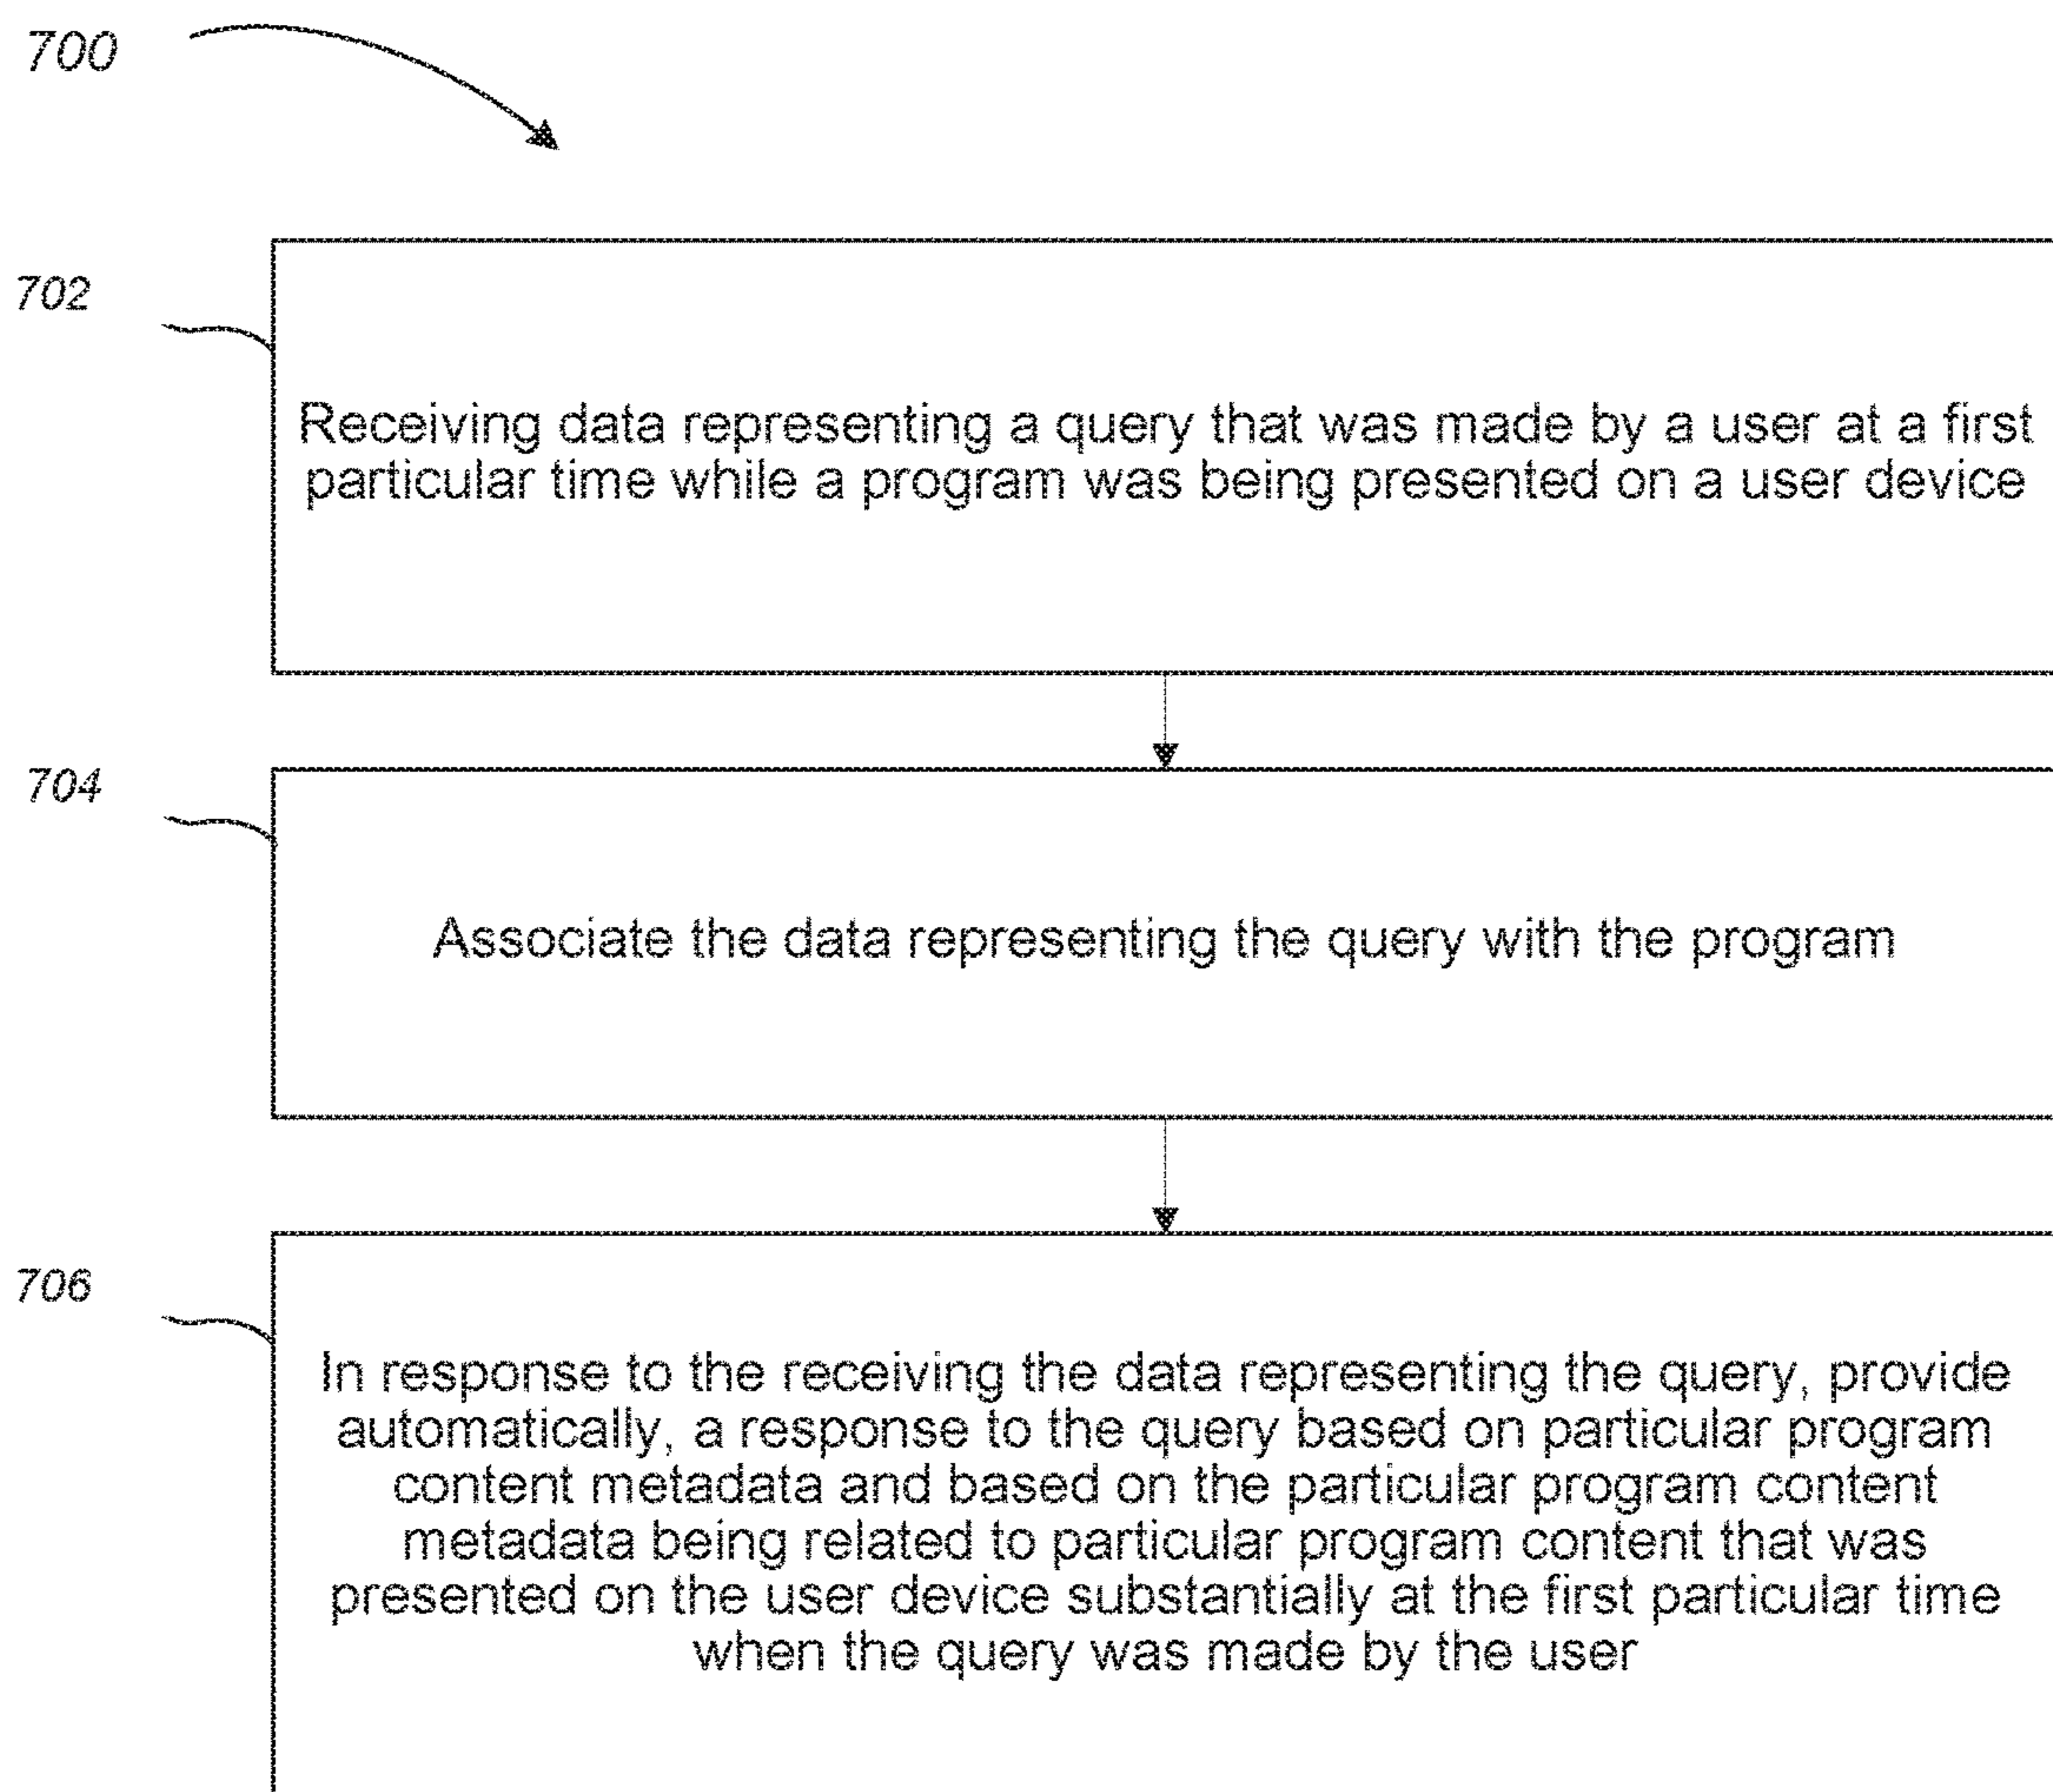 700
702
Receiving data representing a query that was made by a user at a first
particular time while a program was being presented on a user device
704
Associate the data representing the query with the program
706
In response to the receiving the data representing the query, provide
automatically, a response to the query based on particular program
content metadata and based on the particular program content
metadata being related to particular program content that was
presented on the user device substantially at the first particular time
when the query was made by the user